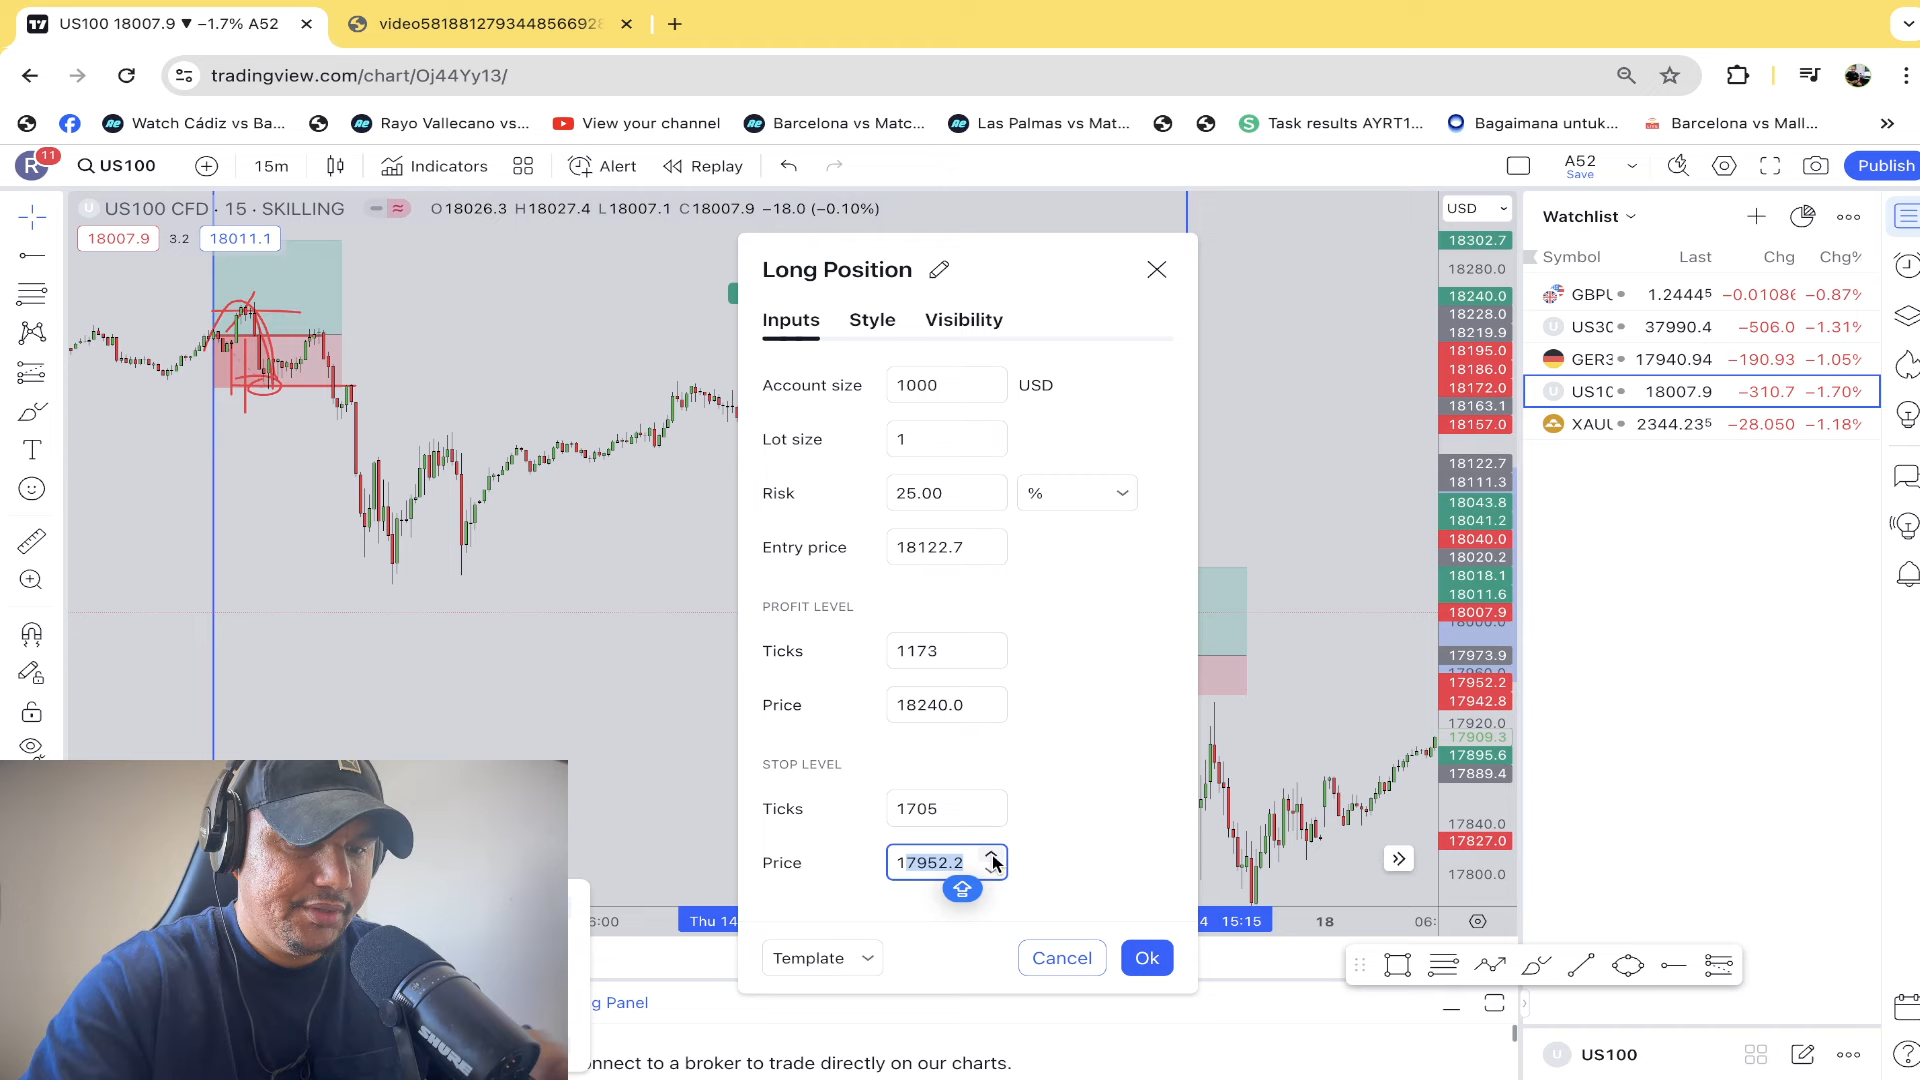 US100 18007.9 ▼ −1.7% A52
video5818812793448566928
tradingview.com/chart/Oj44Yy13/
Watch Cádiz vs Ba...
Rayo Vallecano vs...
View your channel
Barcelona vs Matc...
Las Palmas vs Mat...
Task results AYRT1...
Bagaimana untuk...
Barcelona vs Mall...
R
11
US100
15m
Indicators
Alert
Replay
A52
Save
Publish
US100 CFD · 15 · SKILLING
O18026.3 H18027.4 L18007.1 C18007.9 −18.0 (−0.10%)
18007.9
3.2
18011.1
USD
18302.7
18280.0
18240.0
18228.0
18219.9
18195.0
18186.0
18172.0
18163.1
18157.0
18122.7
18111.3
18043.8
18041.2
18040.0
18020.2
18018.1
18011.6
18007.9
18000.0
17973.9
17960.0
17952.2
17942.8
17920.0
17909.3
17895.6
17889.4
17840.0
17827.0
17800.0
Watchlist
Symbol Last Chg Chg%
GBPU 1.24445 −0.01086 −0.87%
US30 37990.4 −506.0 −1.31%
GER3 17940.94 −190.93 −1.05%
US10 18007.9 −310.7 −1.70%
XAUU 2344.235 −28.050 −1.18%
Long Position
Inputs Style Visibility
Account size 1000 USD
Lot size 1
Risk 25.00 %
Entry price 18122.7
PROFIT LEVEL
Ticks 1173
Price 18240.0
STOP LEVEL
Ticks 1705
Price 17952.2
Template
Cancel
Ok
6:00
Thu 14
4 15:15
18
06:
g Panel
onnect to a broker to trade directly on our charts.
US100
SHURE